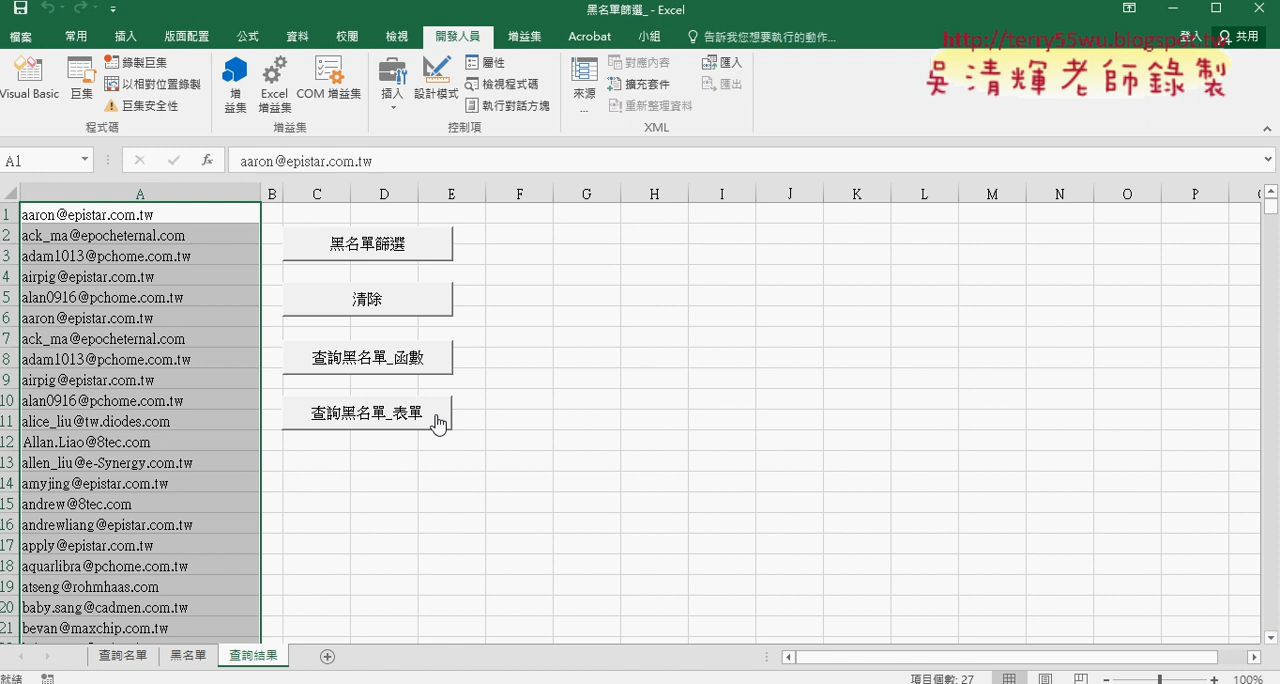 黑名單篩選_ - Excel
檔案 常用 插入 版面配置 公式 資料 校閱 檢視 開發人員 增益集 Acrobat 小組 告訴我您想要執行的動作... 登入 共用
http://terry55wu.blogspot.tw
吳清輝老師錄製
Visual Basic
巨集
錄製巨集
以相對位置錄製
巨集安全性
程式碼
益集
Excel
增益集
COM 增益集
增益集
插入
設計模式
屬性
檢視程式碼
執行對話方塊
控制項
來源
...
對應內容
擴充套件
重新整理資料
匯入
匯出
XML
A1
fx
aaron@epistar.com.tw
A B C D E F G H I J K L M N O P
1 aaron@epistar.com.tw
2 ack_ma@epocheternal.com
3 adam1013@pchome.com.tw
4 airpig@epistar.com.tw
5 alan0916@pchome.com.tw
6 aaron@epistar.com.tw
7 ack_ma@epocheternal.com
8 adam1013@pchome.com.tw
9 airpig@epistar.com.tw
10 alan0916@pchome.com.tw
11 alice_liu@tw.diodes.com
12 Allan.Liao@8tec.com
13 allen_liu@e-Synergy.com.tw
14 amyjing@epistar.com.tw
15 andrew@8tec.com
16 andrewliang@epistar.com.tw
17 apply@epistar.com.tw
18 aquarlibra@pchome.com.tw
19 atseng@rohmhaas.com
20 baby.sang@cadmen.com.tw
21 bevan@maxchip.com.tw
黑名單篩選
清除
查詢黑名單_函數
查詢黑名單_表單
查詢名單 黑名單 查詢結果
就緒
項目個數: 27
100%